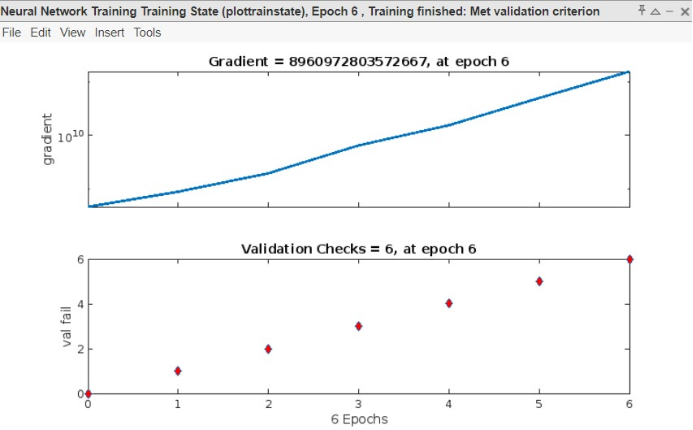 Neural Network Training Training State (plottrainstate), Epoch 6 , Training finished: Met validation criterion
File Edit View Insert Tools
Gradient = 8960972803572667, at epoch 6
10^10
gradient
Validation Checks = 6, at epoch 6
6
4
2
0
val fail
0 1 2 3 4 5 6
6 Epochs